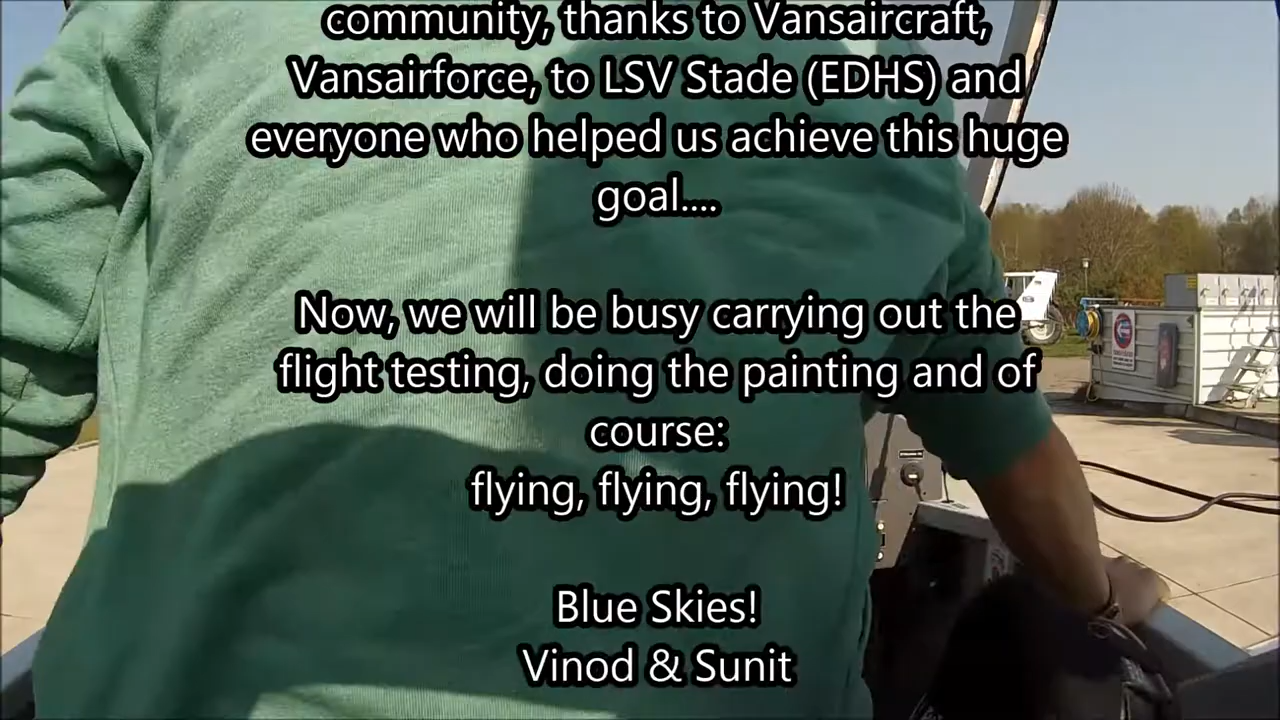 community, thanks to Vansaircraft,
Vansairforce, to LSV Stade (EDHS) and
everyone who helped us achieve this huge
goal....
Now, we will be busy carrying out the
flight testing, doing the painting and of
course:
flying, flying, flying!
Blue Skies!
Vinod & Sunit